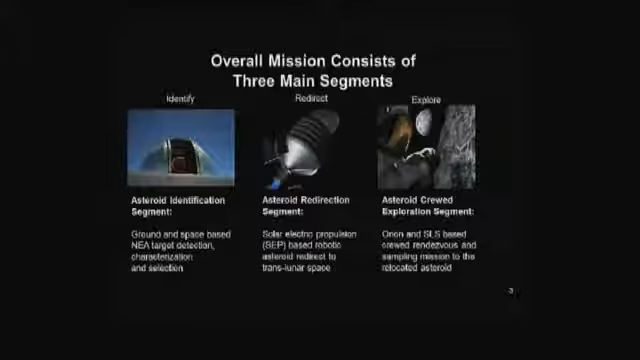 Overall Mission Consists of
Three Main Segments
Identify
Redirect
Explore
Asteroid Identification
Segment:
Ground and space based
NEA target detection,
characterization
and selection
Asteroid Redirection
Segment:
Solar electro propulsion
(SEP) based robotic
asteroid redirect to
trans-lunar space
Asteroid Crewed
Exploration Segment:
Orion and SLS based
crewed rendezvous and
sampling mission to the
relocated asteroid
3